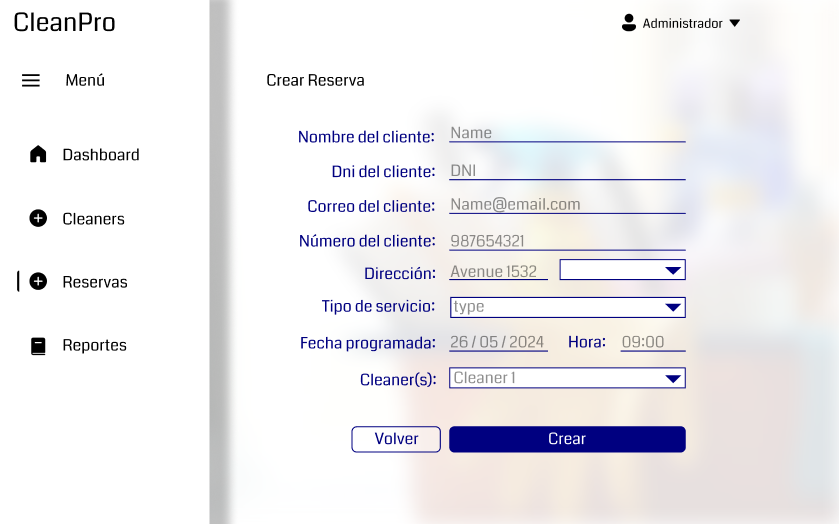 CleanPro
Administrador
Menú
Crear Reserva
Dashboard
Cleaners
Reservas
Reportes
Nombre del cliente: Name
Dni del cliente: DNI
Correo del cliente: Name@email.com
Número del cliente: 987654321
Dirección: Avenue 1532
Tipo de servicio: type
Fecha programada: 26 / 05 / 2024 Hora: 09:00
Cleaner(s): Cleaner 1
Volver Crear